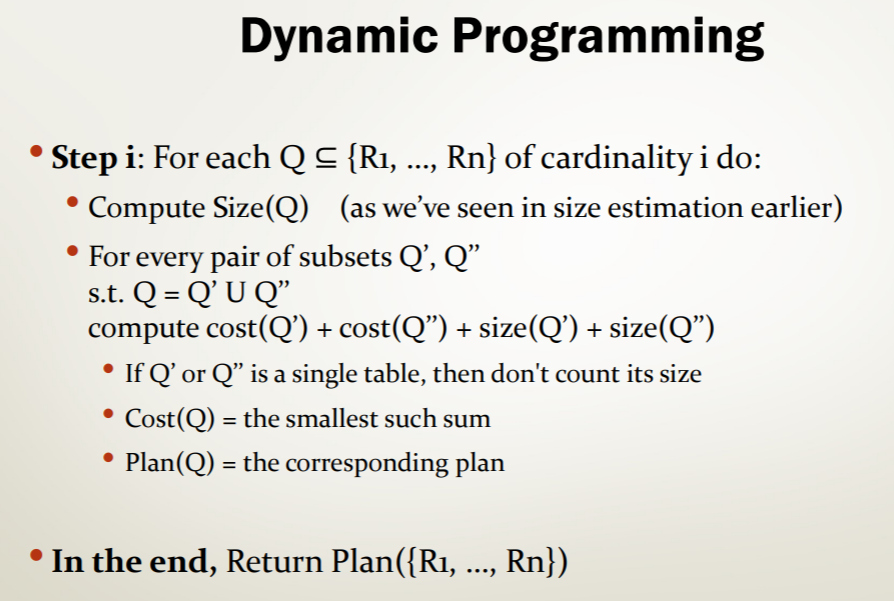 Dynamic Programming
• Step i: For each Q ⊆ {R1, ..., Rn} of cardinality i do:
• Compute Size(Q) (as we’ve seen in size estimation earlier)
• For every pair of subsets Q’, Q”
s.t. Q = Q’ U Q”
compute cost(Q’) + cost(Q”) + size(Q’) + size(Q”)
• If Q’ or Q” is a single table, then don't count its size
• Cost(Q) = the smallest such sum
• Plan(Q) = the corresponding plan
• In the end, Return Plan({R1, ..., Rn})